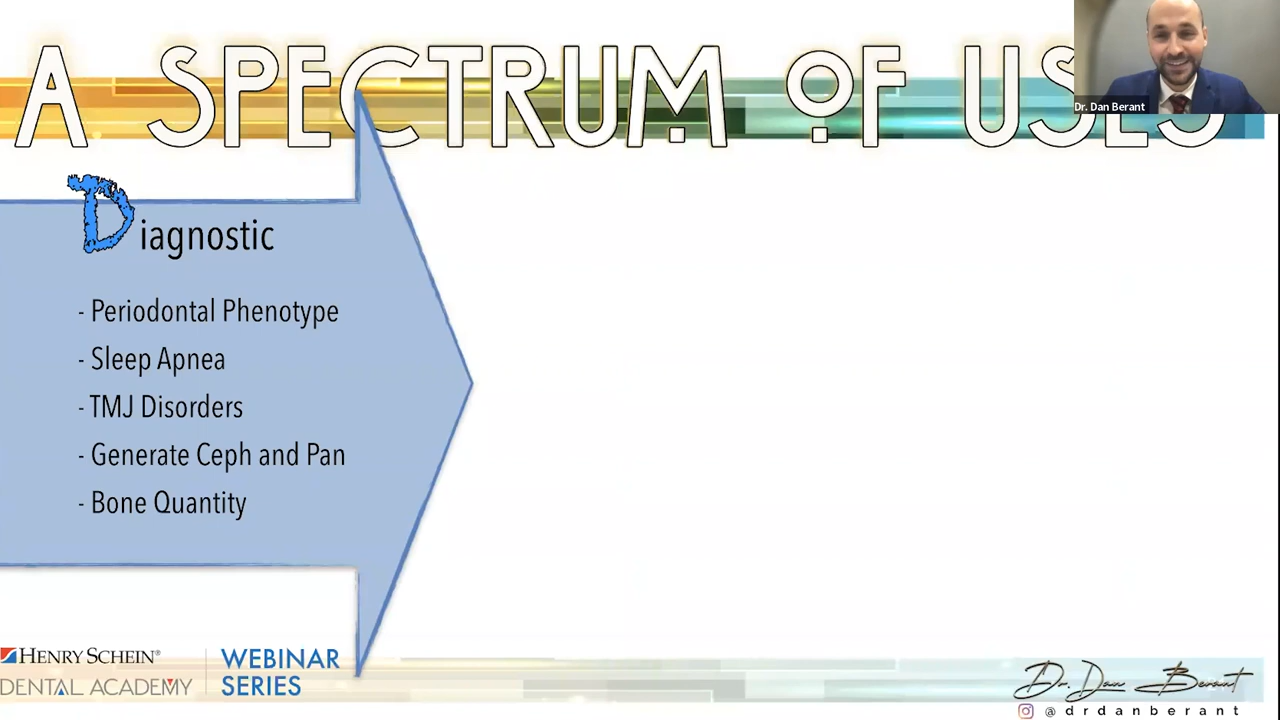 A SPECTRUM OF USES
Dr. Dan Berant
Diagnostic
- Periodontal Phenotype
- Sleep Apnea
- TMJ Disorders
- Generate Ceph and Pan
- Bone Quantity
HENRY SCHEIN®
DENTAL ACADEMY
WEBINAR
SERIES
Dr. Dan Berant
@drdanberant